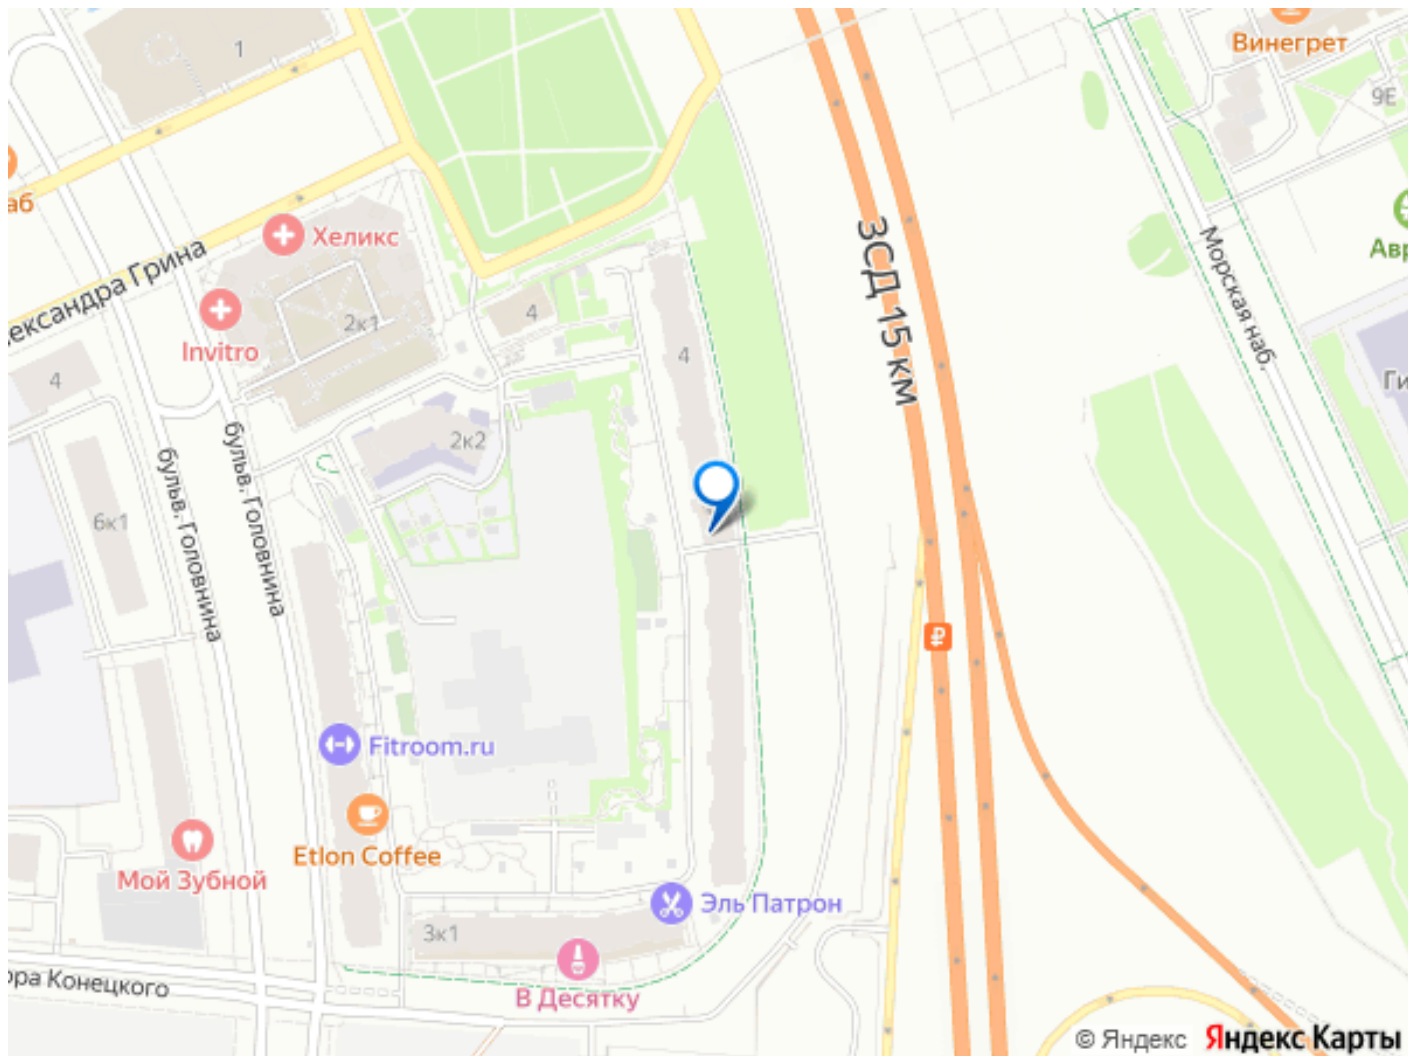 1
Винегрет
9Е
аб
Хеликс
ександра Грина
Invitro
2к1
4
4
4
ЗСД 15 км
Морская наб.
Авр
Ги
2к2
бульв. Головнина
бульв. Головнина
6к1
₽
Fitroom.ru
Etlon Coffee
Мой Зубной
Эль Патрон
3к1
В Десятку
ора Конецкого
© Яндекс Яндекс Карты